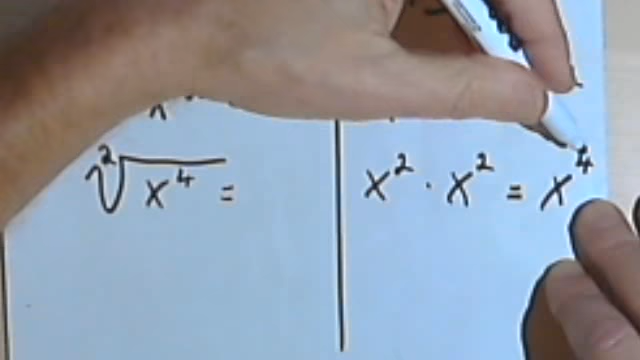 ²√x⁴ =
x² · x² = x⁴